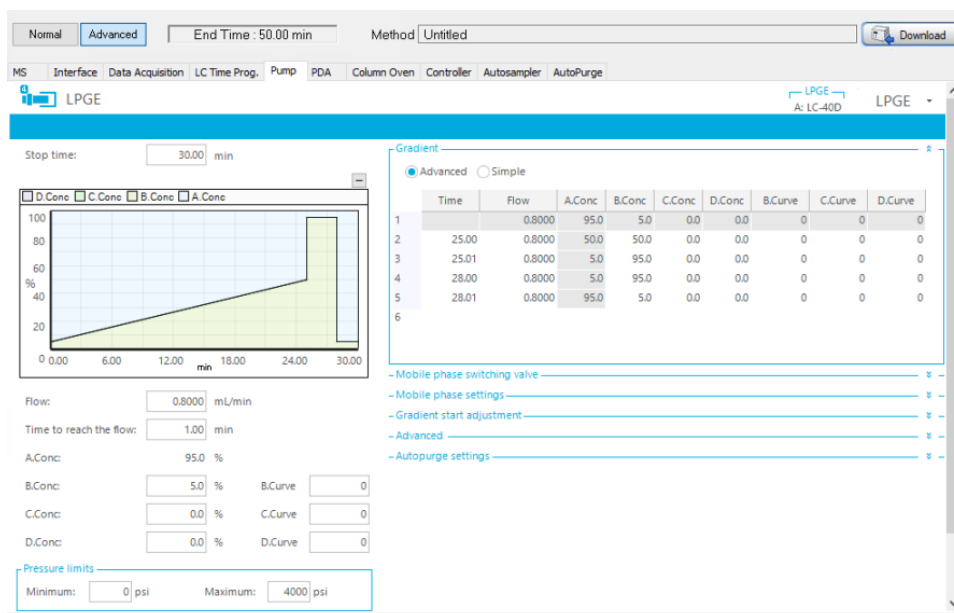 Normal Advanced End Time : 50.00 min Method Untitled Download
MS Interface Data Acquisition LC Time Prog. Pump PDA Column Oven Controller Autosampler AutoPurge
4 LPGE LPGE A: LC-40D LPGE
Stop time: 30.00 min
D.Conc C.Conc B.Conc A.Conc
100
80
60
%
40
20
0 0.00 6.00 12.00 18.00 24.00 30.00
min
Flow: 0.8000 mL/min
Time to reach the flow: 1.00 min
A.Conc: 95.0 %
B.Conc: 5.0 % B.Curve 0
C.Conc: 0.0 % C.Curve 0
D.Conc: 0.0 % D.Curve 0
Pressure limits
Minimum: 0 psi Maximum: 4000 psi
Gradient
Advanced Simple
Time Flow A.Conc B.Conc C.Conc D.Conc B.Curve C.Curve D.Curve
1 0.8000 95.0 5.0 0.0 0.0 0 0 0
2 25.00 0.8000 50.0 50.0 0.0 0.0 0 0 0
3 25.01 0.8000 5.0 95.0 0.0 0.0 0 0 0
4 28.00 0.8000 5.0 95.0 0.0 0.0 0 0 0
5 28.01 0.8000 95.0 5.0 0.0 0.0 0 0 0
6
Mobile phase switching valve
Mobile phase settings
Gradient start adjustment
Advanced
Autopurge settings